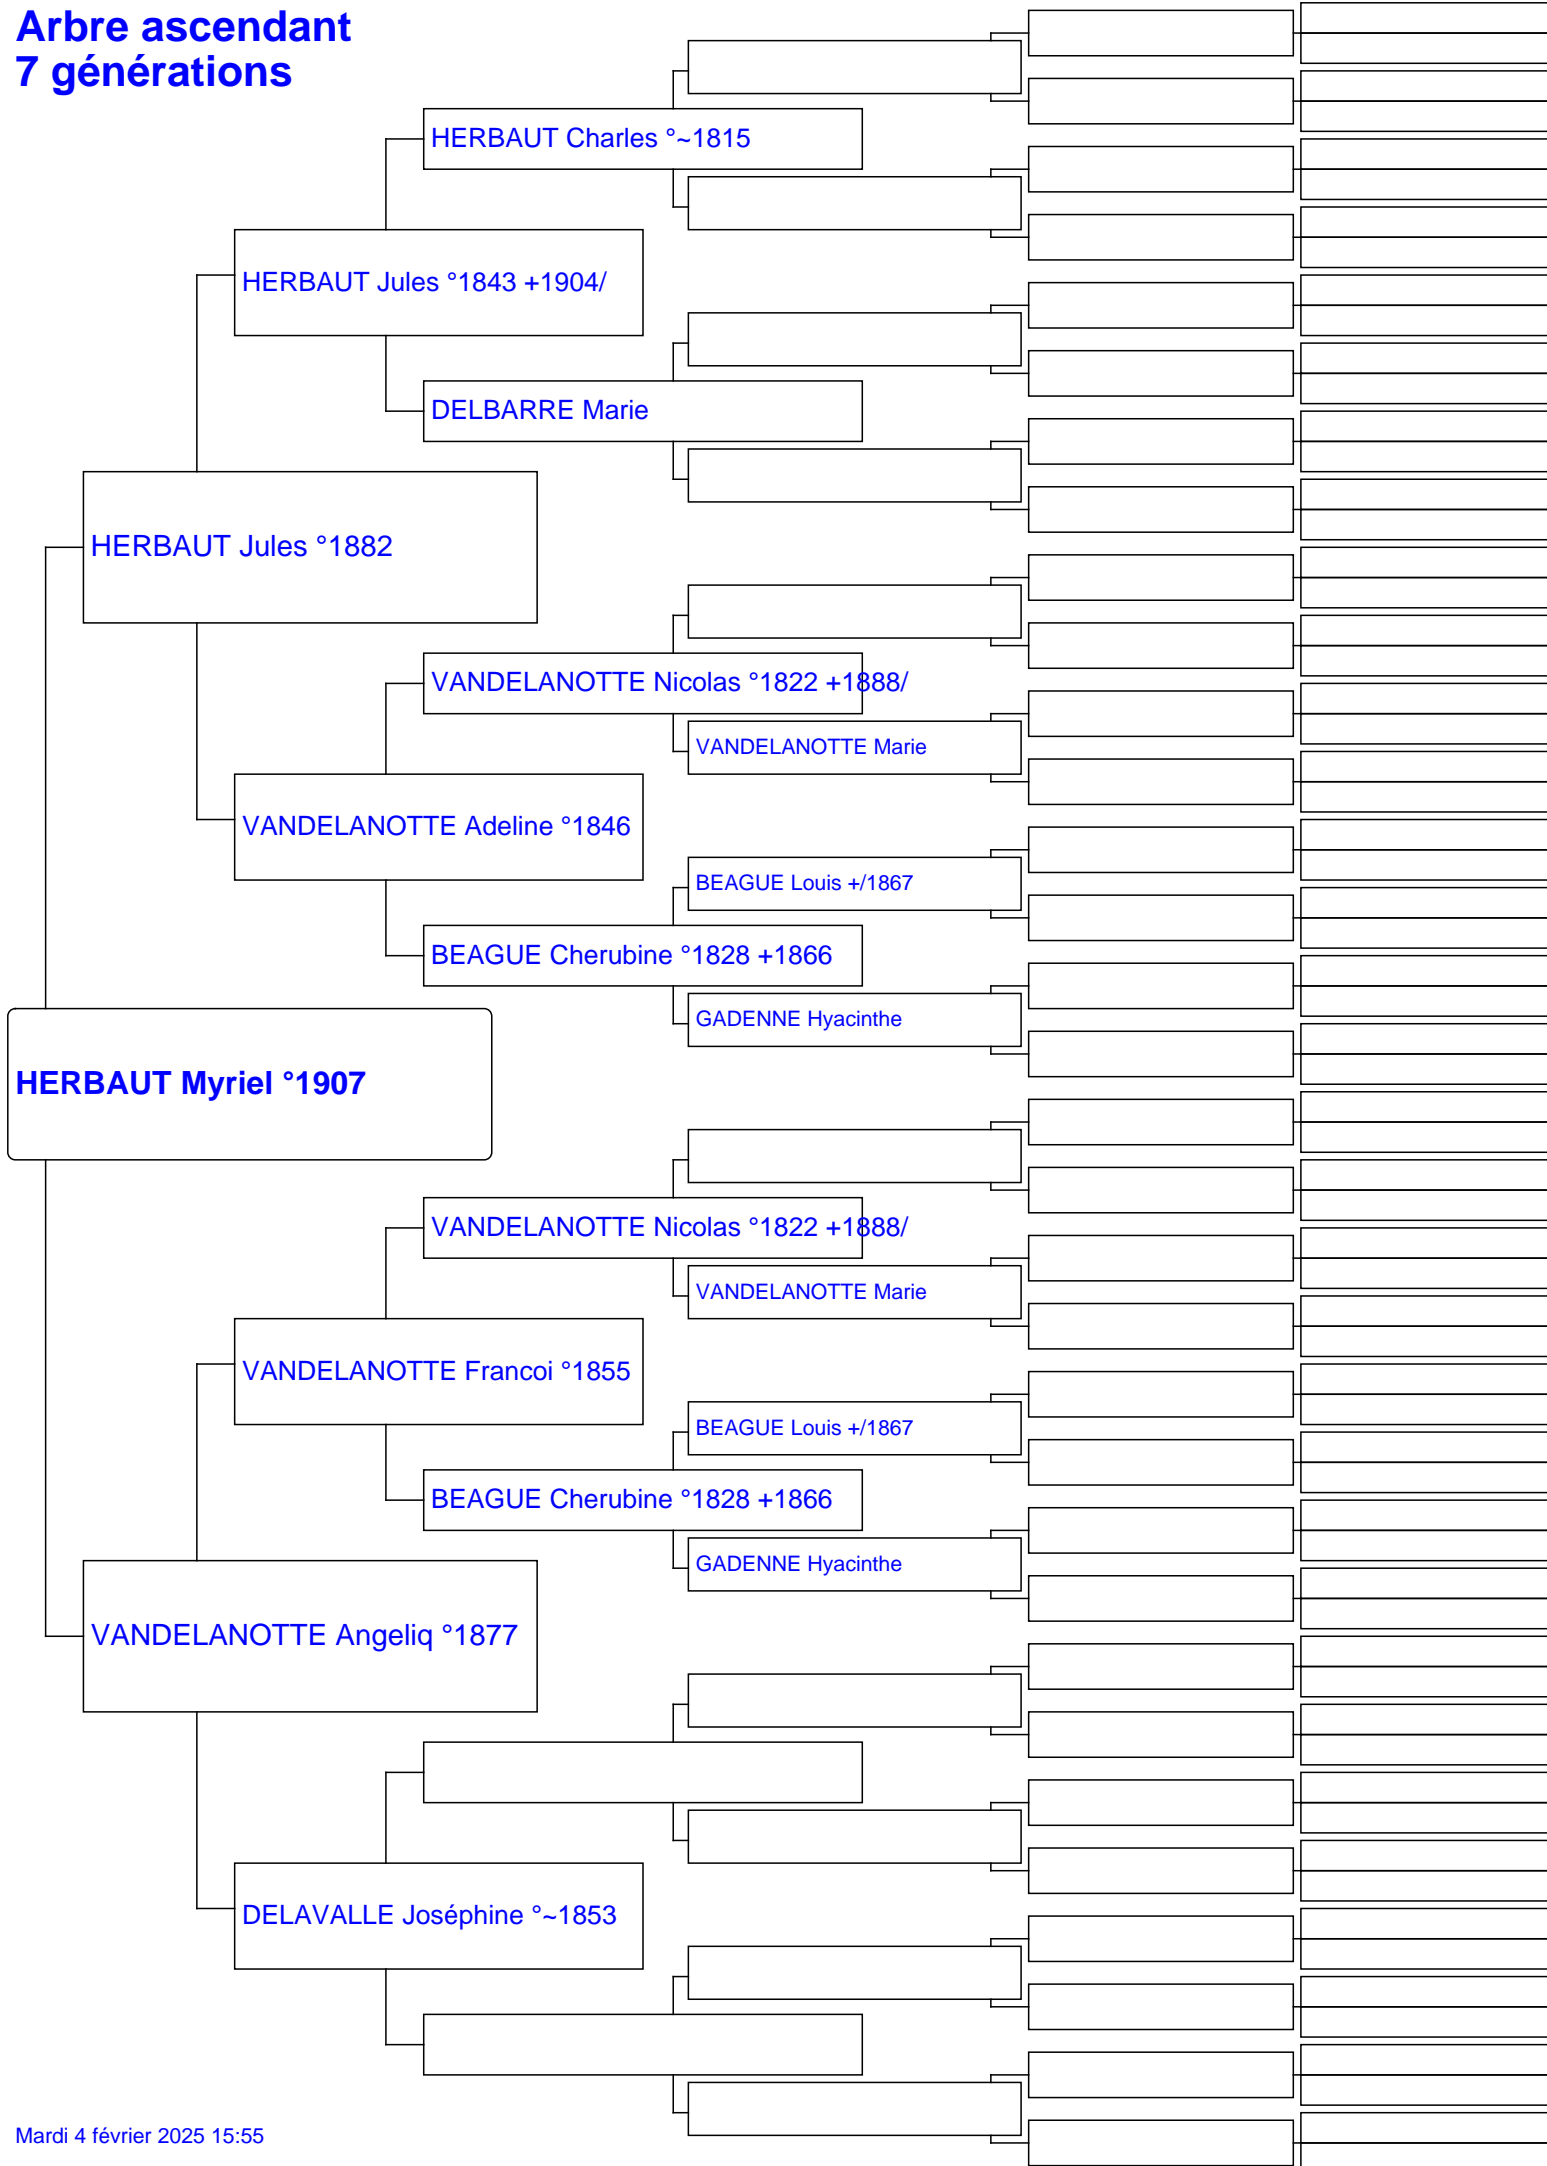 Arbre ascendant
7 générations
HERBAUT Charles °~1815
HERBAUT Jules °1843 +1904/
DELBARRE Marie
HERBAUT Jules °1882
VANDELANOTTE Nicolas °1822 +1888/
VANDELANOTTE Marie
VANDELANOTTE Adeline °1846
BEAGUE Louis +/1867
BEAGUE Cherubine °1828 +1866
GADENNE Hyacinthe
HERBAUT Myriel °1907
VANDELANOTTE Nicolas °1822 +1888/
VANDELANOTTE Marie
VANDELANOTTE Francoi °1855
BEAGUE Louis +/1867
BEAGUE Cherubine °1828 +1866
GADENNE Hyacinthe
VANDELANOTTE Angeliq °1877
DELAVALLE Joséphine °~1853
Mardi 4 février 2025 15:55